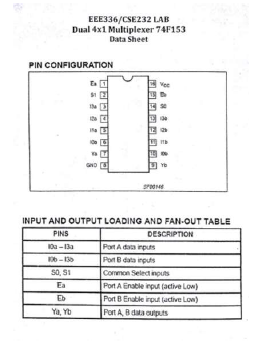 EEE336/CSE232 LAB
Dual 4x1 Multiplexer 74F153
Data Sheet
PIN CONFIGURATION
Ea 1 16 Vcc
S1 2 15 Eb
I3a 3 14 S0
I2a 4 13 I3b
I1a 5 12 I2b
I0a 6 11 I1b
Ya 7 10 I0b
GND 8 9 Yb
SF00146
INPUT AND OUTPUT LOADING AND FAN-OUT TABLE
PINS DESCRIPTION
I0a – I3a Port A data inputs
I0b – I3b Port B data inputs
S0, S1 Common Select inputs
Ea Port A Enable input (active Low)
Eb Port B Enable input (active Low)
Ya, Yb Port A, B data outputs